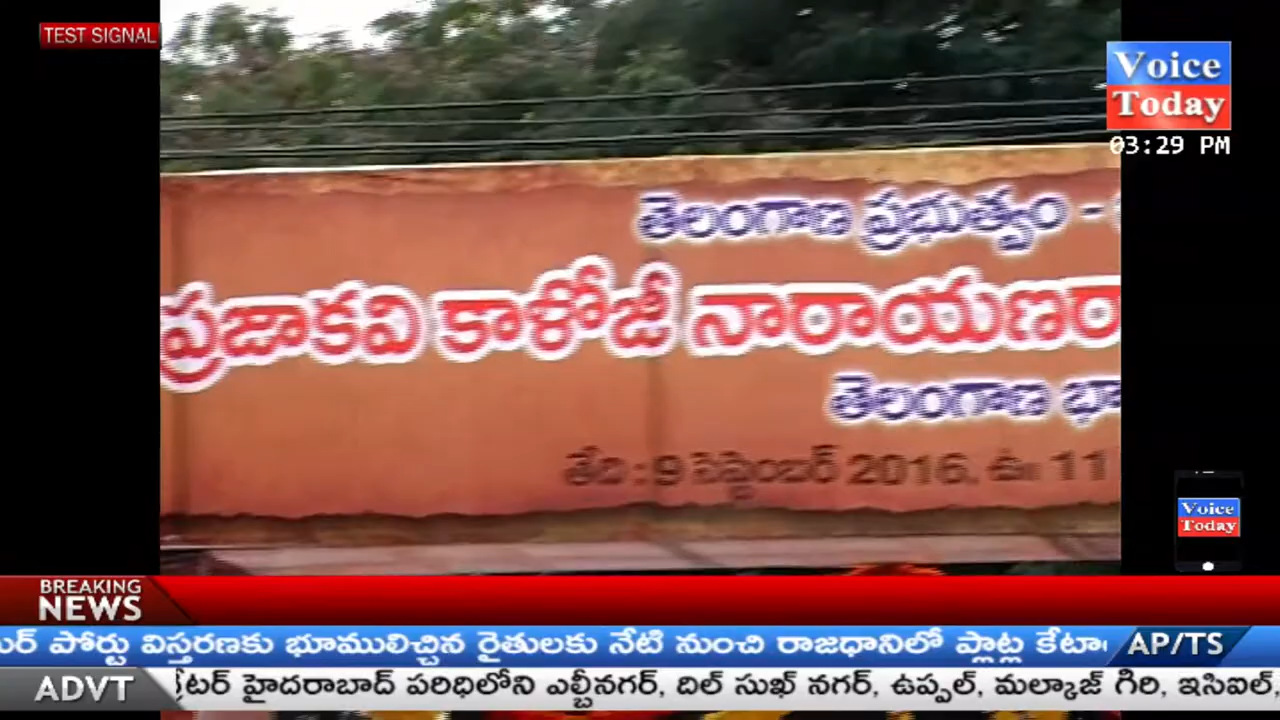 TEST SIGNAL
Voice
Today
03:29 PM
తెలంగాణ ప్రభుత్వం -
ప్రజాకవి కాళోజీ నారాయణరా
తెలంగాణ భా
తేది : 9 సెప్టెంబర్ 2016, ఉ॥ 11
Voice
Today
BREAKING
NEWS
పోర్టు విస్తరణకు భూములిచ్చిన రైతులకు నేటి నుంచి రాజధానిలో ప్లాట్ల కేటా
AP/TS
ADVT
హైదరాబాద్ పరిధిలోని ఎల్బీనగర్, దిల్ సుఖ్ నగర్, ఉప్పల్, మల్కాజ్ గిరి, ఇసిఐల్,